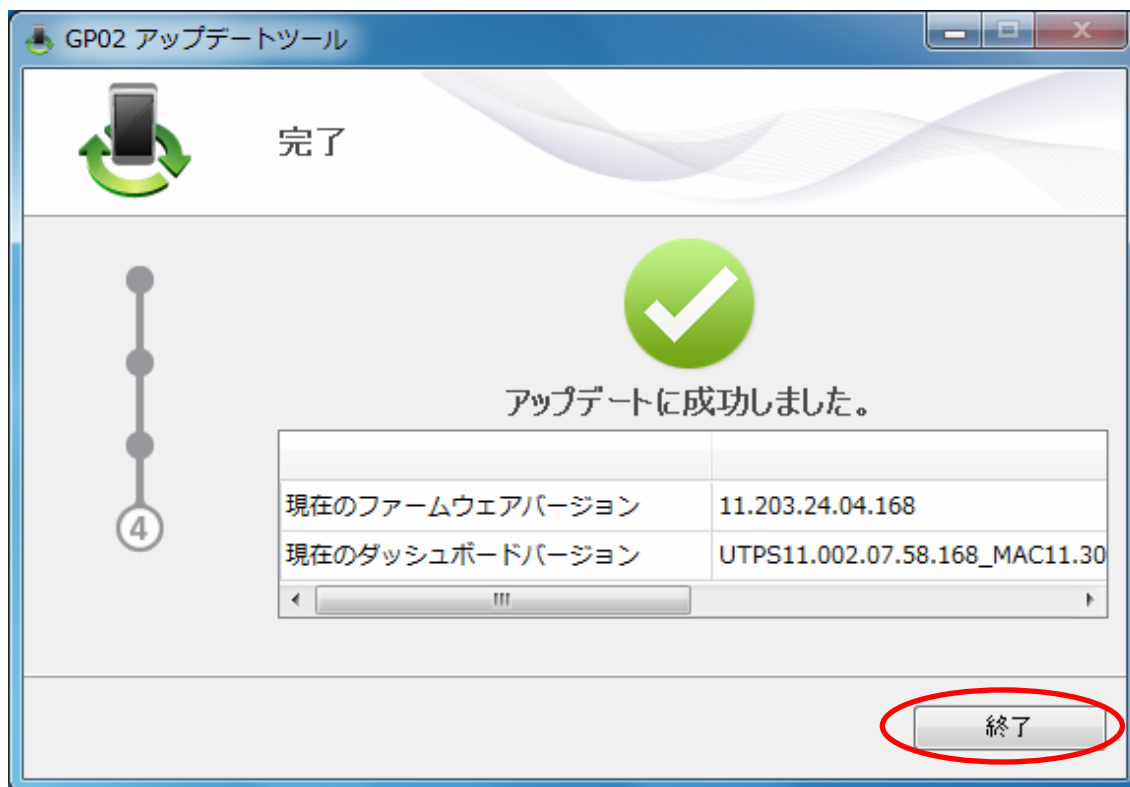 GP02 アップデートツール
完了
アップデートに成功しました。
現在のファームウェアバージョン 11.203.24.04.168
現在のダッシュボードバージョン UTPS11.002.07.58.168_MAC11.30
4
終了